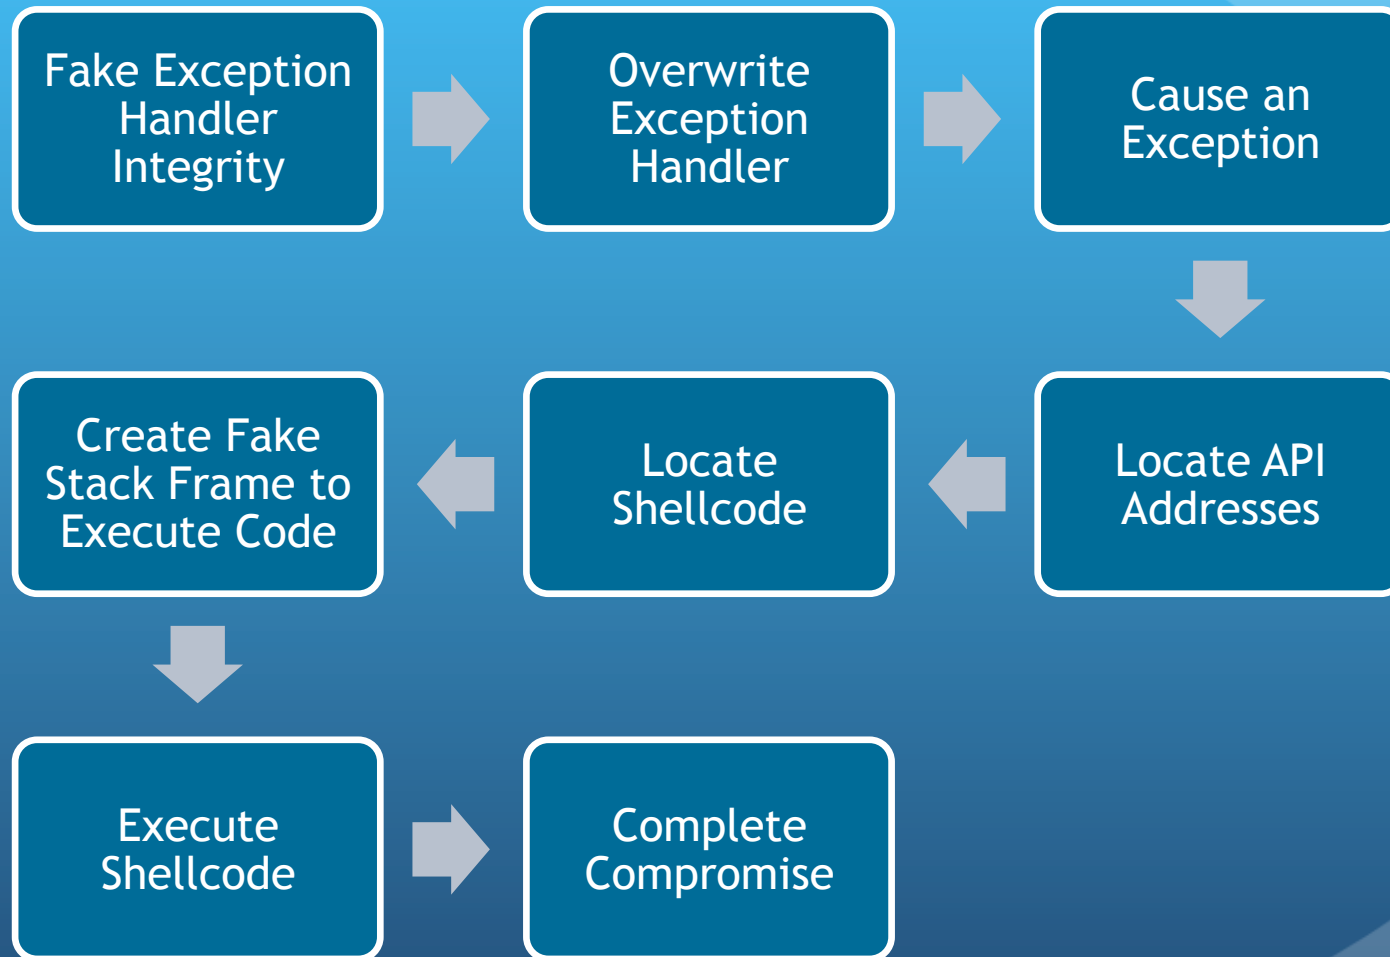 Fake Exception
Handler
Integrity
Overwrite
Exception
Handler
Cause an
Exception
Locate API
Addresses
Locate
Shellcode
Create Fake
Stack Frame to
Execute Code
Execute
Shellcode
Complete
Compromise